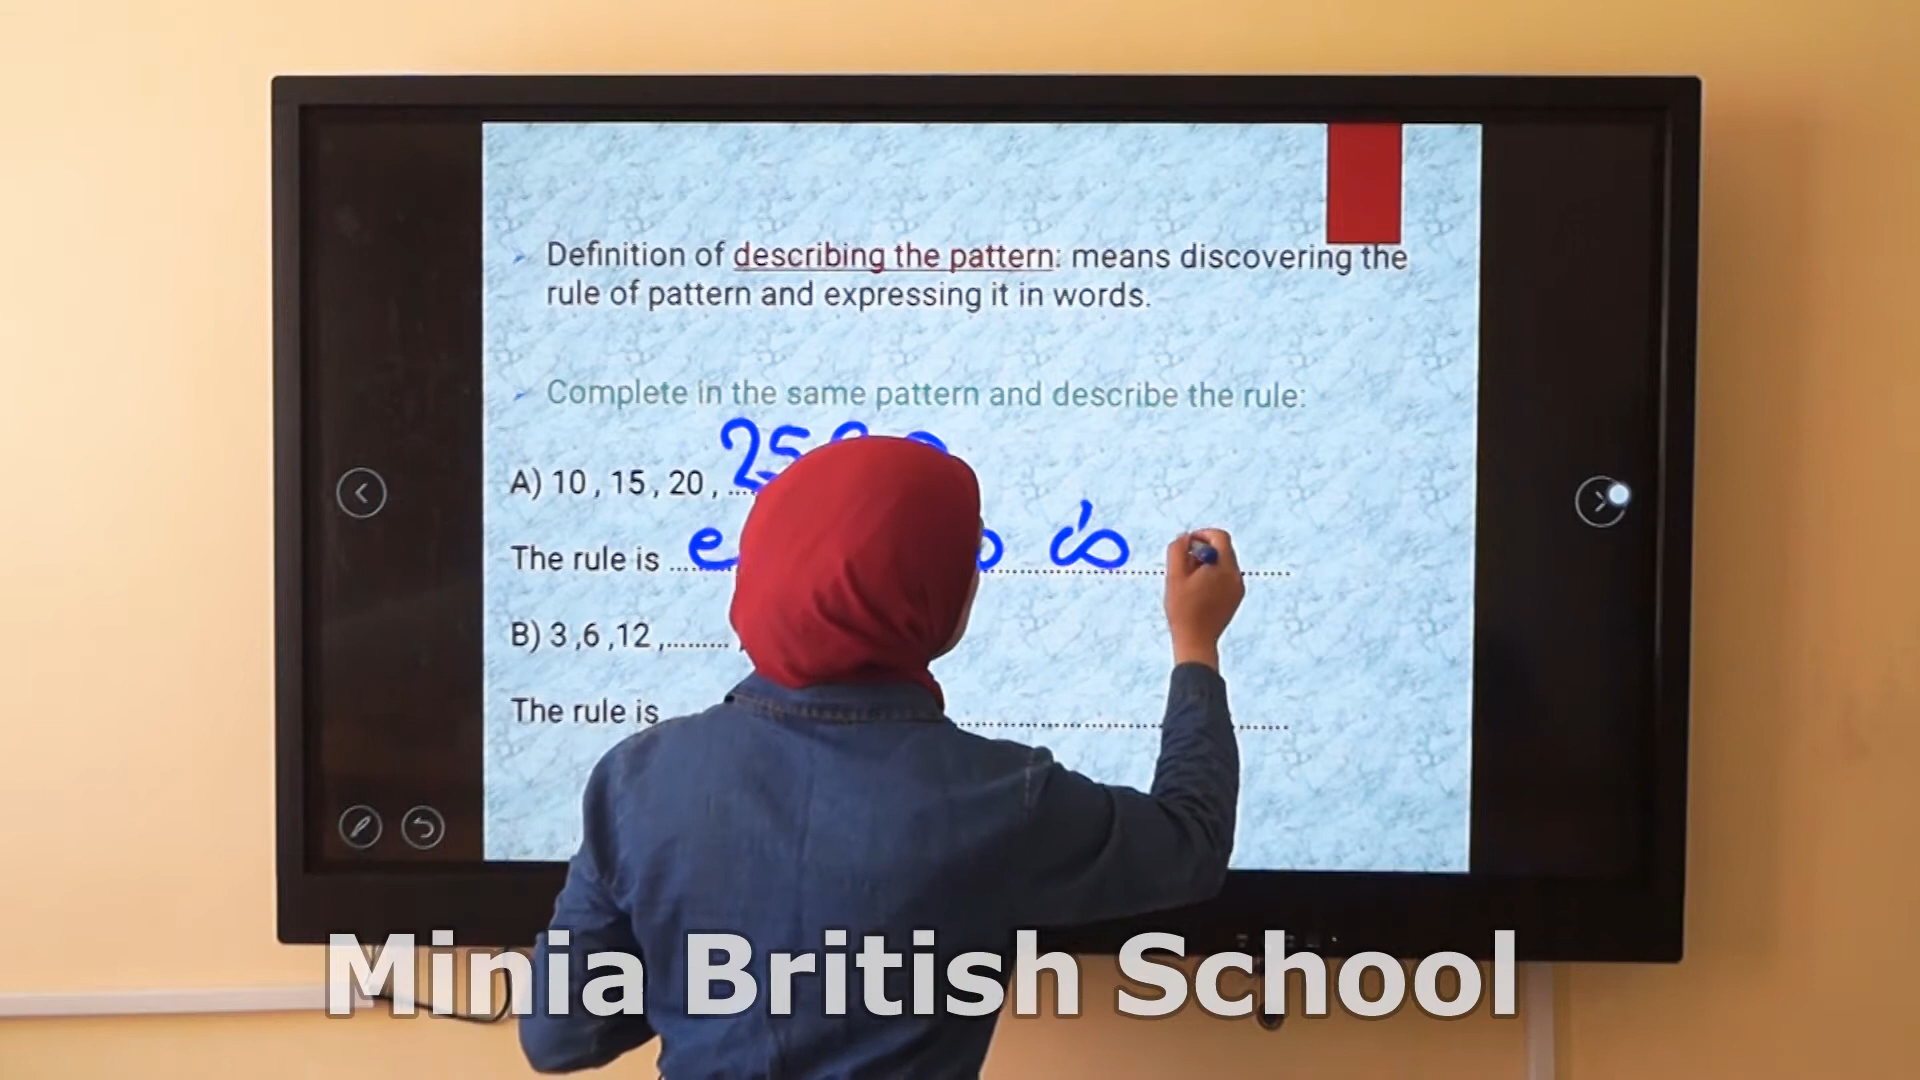 Definition of describing the pattern: means discovering the
rule of pattern and expressing it in words.
Complete in the same pattern and describe the rule:
A) 10 , 15 , 20 , 25
The rule is
B) 3 ,6 ,12 ,.........
The rule is
Minia British School